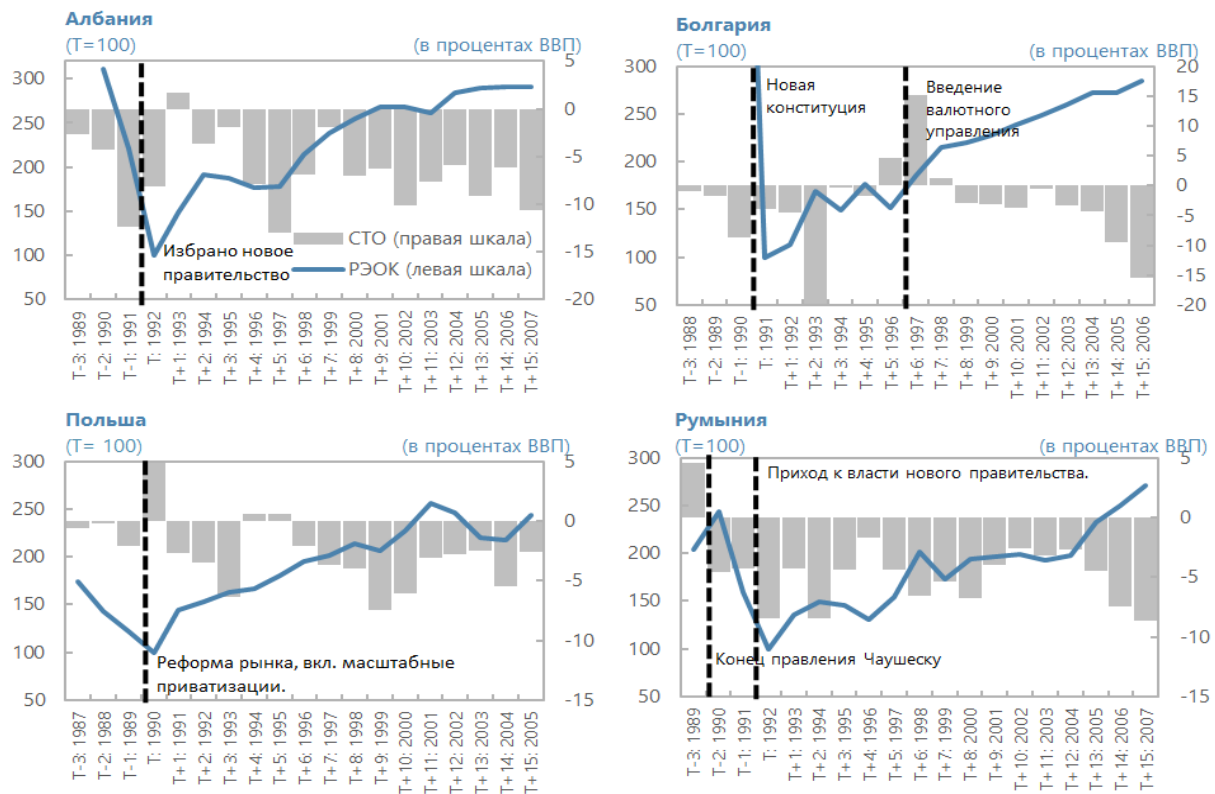 Албания
(T=100) (в процентах ВВП)
300
250
200
150
100
50
5
0
-5
-10
-15
-20
Избрано новое
правительство
СТО (правая шкала)
РЭОК (левая шкала)
T-3: 1989
T-2: 1990
T-1: 1991
T: 1992
T+1: 1993
T+2: 1994
T+3: 1995
T+4: 1996
T+5: 1997
T+6: 1998
T+7: 1999
T+8: 2000
T+9: 2001
T+10: 2002
T+11: 2003
T+12: 2004
T+13: 2005
T+14: 2006
T+15: 2007
Болгария
(T=100) (в процентах ВВП)
300
250
200
150
100
50
20
15
10
5
0
-5
-10
-15
-20
Новая
конституция
Введение
валютного
управления
T-3: 1988
T-2: 1989
T-1: 1990
T: 1991
T+1: 1992
T+2: 1993
T+3: 1994
T+4: 1995
T+5: 1996
T+6: 1997
T+7: 1998
T+8: 1999
T+9: 2000
T+10: 2001
T+11: 2002
T+12: 2003
T+13: 2004
T+14: 2005
T+15: 2006
Польша
(T= 100) (в процентах ВВП)
300
250
200
150
100
50
5
0
-5
-10
-15
Реформа рынка, вкл. масштабные
приватизации.
T-3: 1987
T-2: 1988
T-1: 1989
T: 1990
T+1: 1991
T+2: 1992
T+3: 1993
T+4: 1994
T+5: 1995
T+6: 1996
T+7: 1997
T+8: 1998
T+9: 1999
T+10: 2000
T+11: 2001
T+12: 2002
T+13: 2003
T+14: 2004
T+15: 2005
Румыния
(T=100) (в процентах ВВП)
300
250
200
150
100
50
5
0
-5
-10
-15
Приход к власти нового правительства.
Конец правления Чаушеску
T-3: 1989
T-2: 1990
T-1: 1991
T: 1992
T+1: 1993
T+2: 1994
T+3: 1995
T+4: 1996
T+5: 1997
T+6: 1998
T+7: 1999
T+8: 2000
T+9: 2001
T+10: 2002
T+11: 2003
T+12: 2004
T+13: 2005
T+14: 2006
T+15: 2007